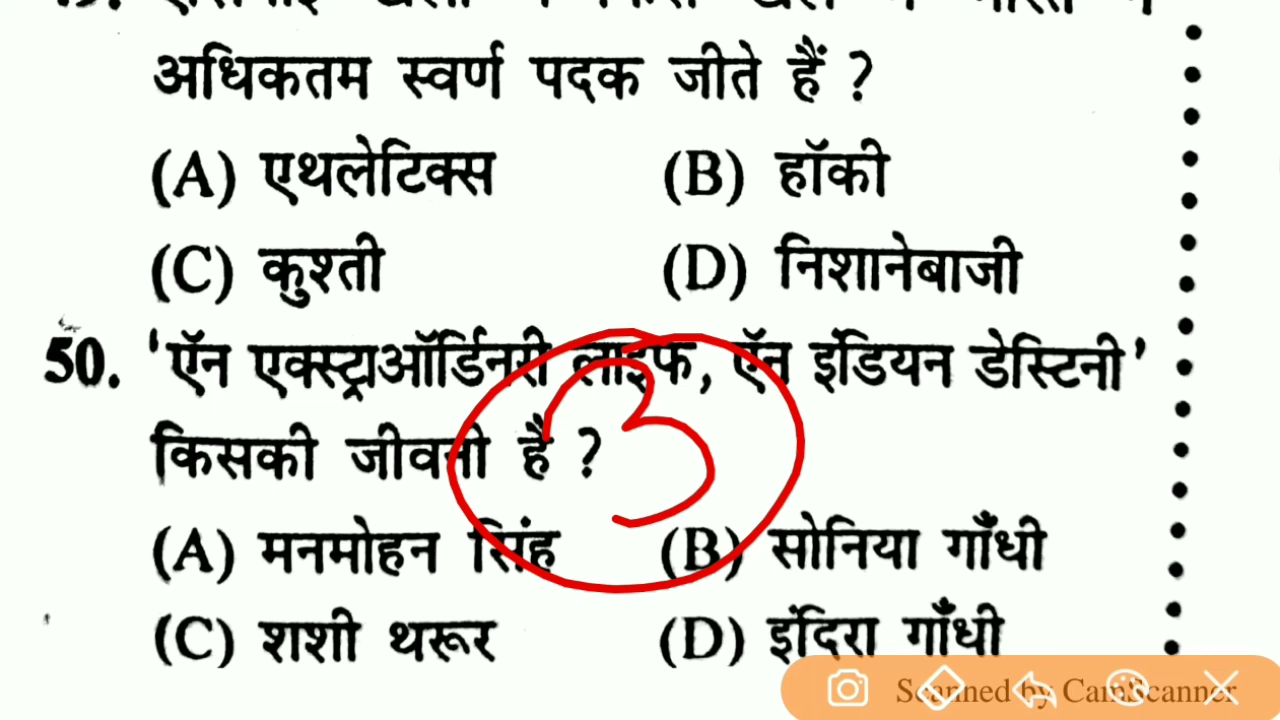 अधिकतम स्वर्ण पदक जीते हैं ?
(A) एथलेटिक्स (B) हॉकी
(C) कुश्ती (D) निशानेबाजी
50. 'ऍन एक्स्ट्राऑर्डिनरी लाइफ, ऍन इंडियन डेस्टिनी'
किसकी जीवनी है ?
3
(A) मनमोहन सिंह (B) सोनिया गाँधी
(C) शशी थरूर (D) इंदिरा गाँधी
Scanned by CamScanner